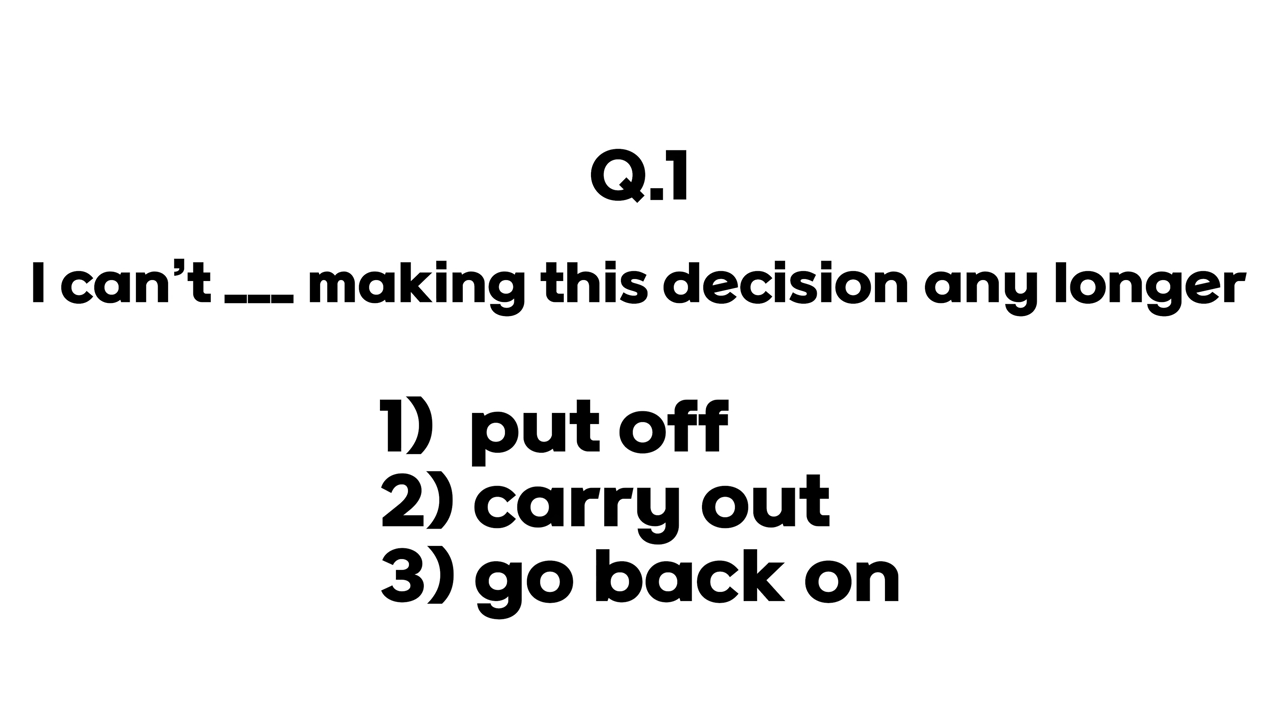 Q.1
I can’t ___ making this decision any longer
1) put off
2) carry out
3) go back on